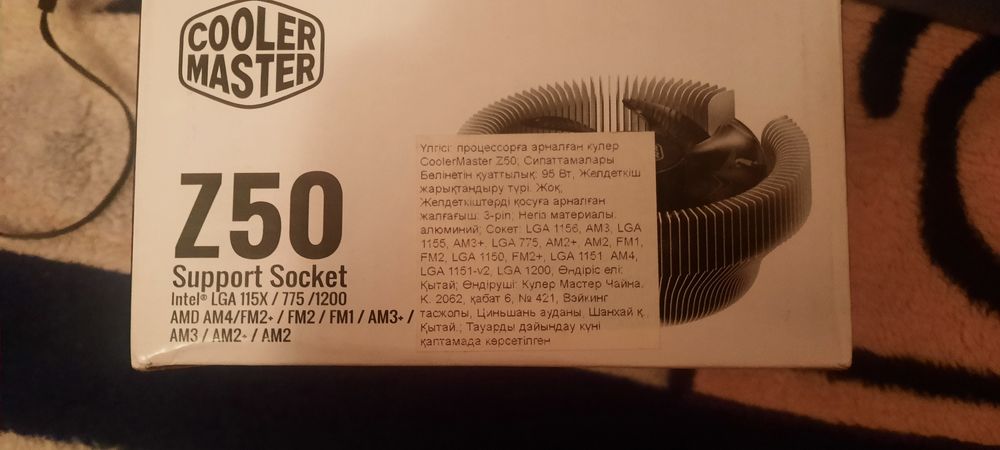 COOLER
MASTER
Z50
Support Socket
Intel® LGA 115X / 775 /1200
AMD AM4/FM2+ / FM2 / FM1 / AM3+ /
AM3 / AM2+ / AM2
Үлгісі: процессорға арналған кулер
CoolerMaster Z50; Сипаттамалары
Бөлінетін қуаттылық: 95 Вт, Желдеткіш
жарықтандыру түрі: Жоқ,
Желдеткіштерді қосуға арналған
жалғағыш: 3-pin; Негіз материалы:
алюминий; Сокет: LGA 1156, AM3, LGA
1155, AM3+, LGA 775, AM2+, AM2, FM1,
FM2, LGA 1150, FM2+, LGA 1151, AM4,
LGA 1151-v2, LGA 1200, Өндіріс елі:
Қытай; Өндіруші: Кулер Мастер Чайна.
К. 2062, қабат 6, № 421, Вэйкинг
тасжолы, Циньшань ауданы, Шанхай қ.,
Қытай.; Тауарды дайындау күні
қаптамада көрсетілген